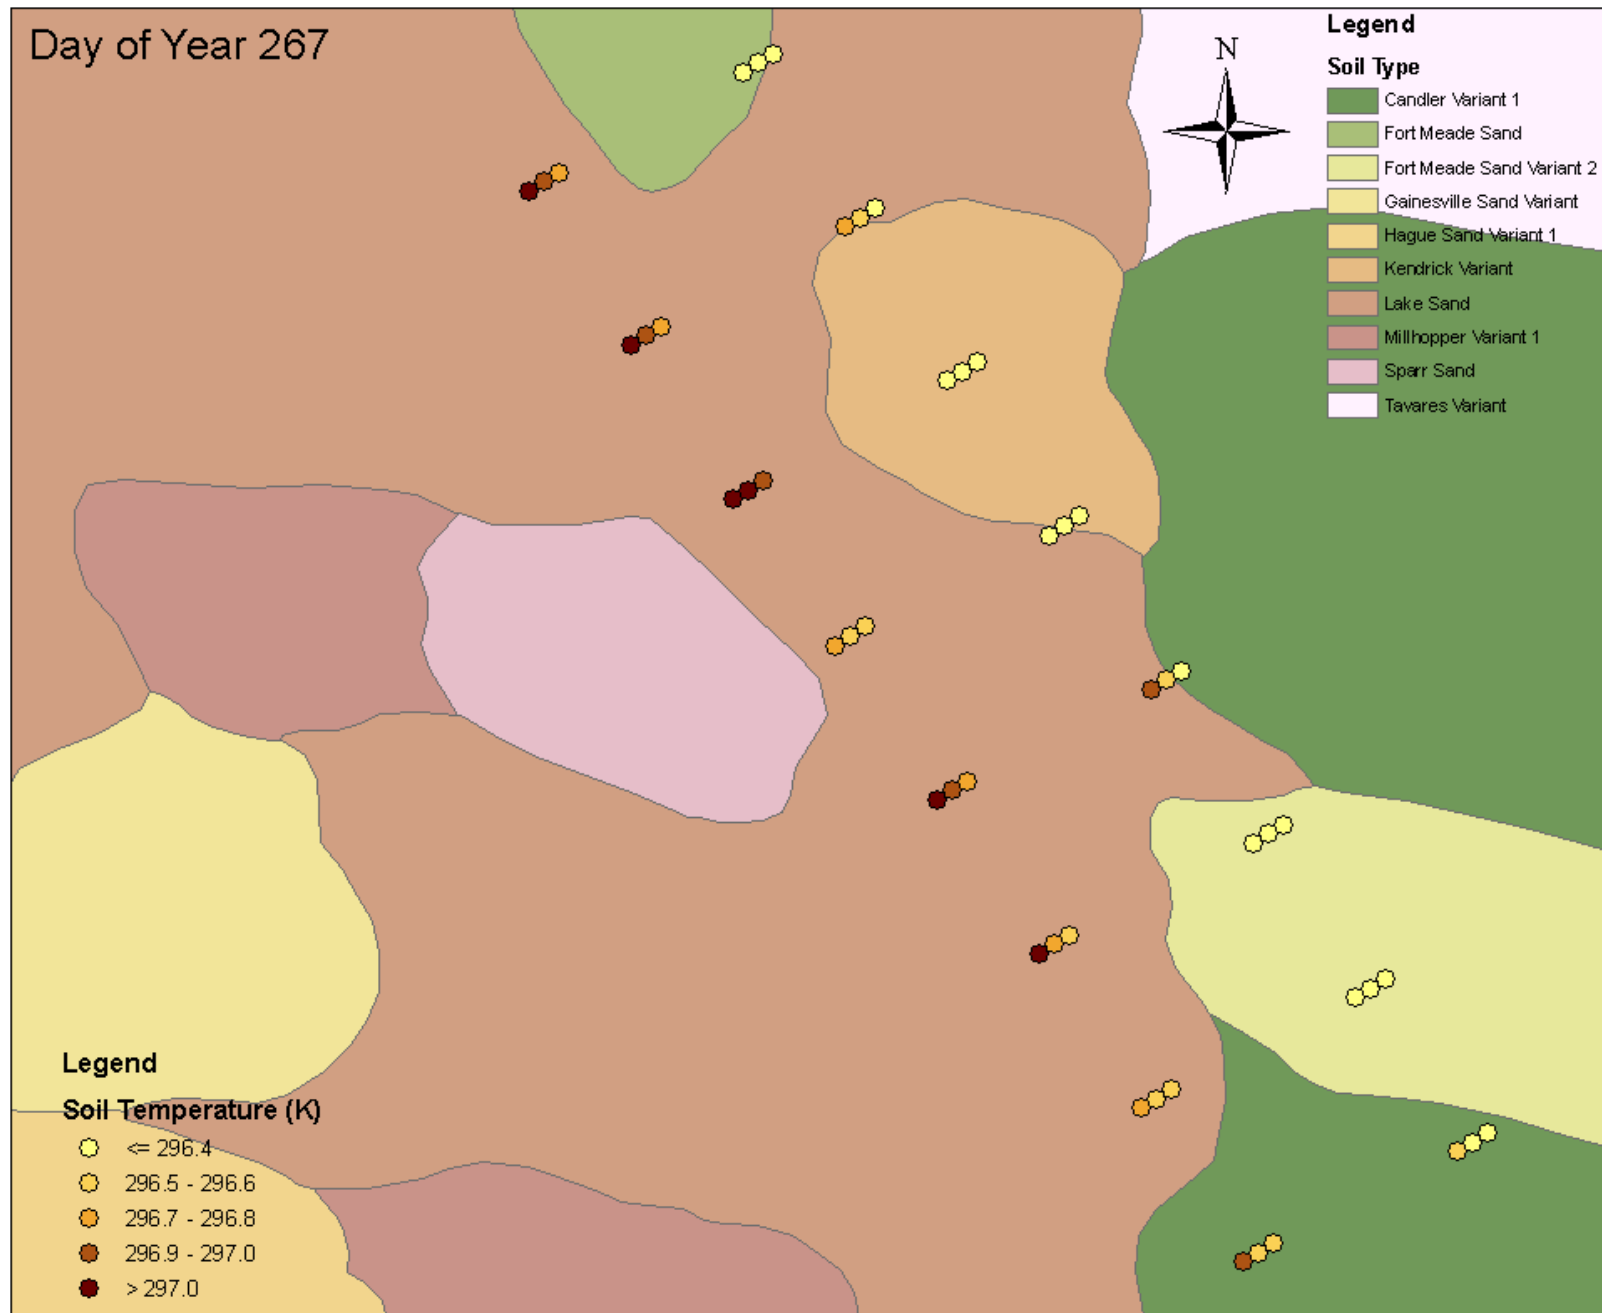 Day of Year 267
N
Legend
Soil Type
Candler Variant 1
Fort Meade Sand
Fort Meade Sand Variant 2
Gainesville Sand Variant
Hague Sand Variant 1
Kendrick Variant
Lake Sand
Millhopper Variant 1
Sparr Sand
Tavares Variant
Legend
Soil Temperature (K)
<= 296.4
296.5 - 296.6
296.7 - 296.8
296.9 - 297.0
> 297.0